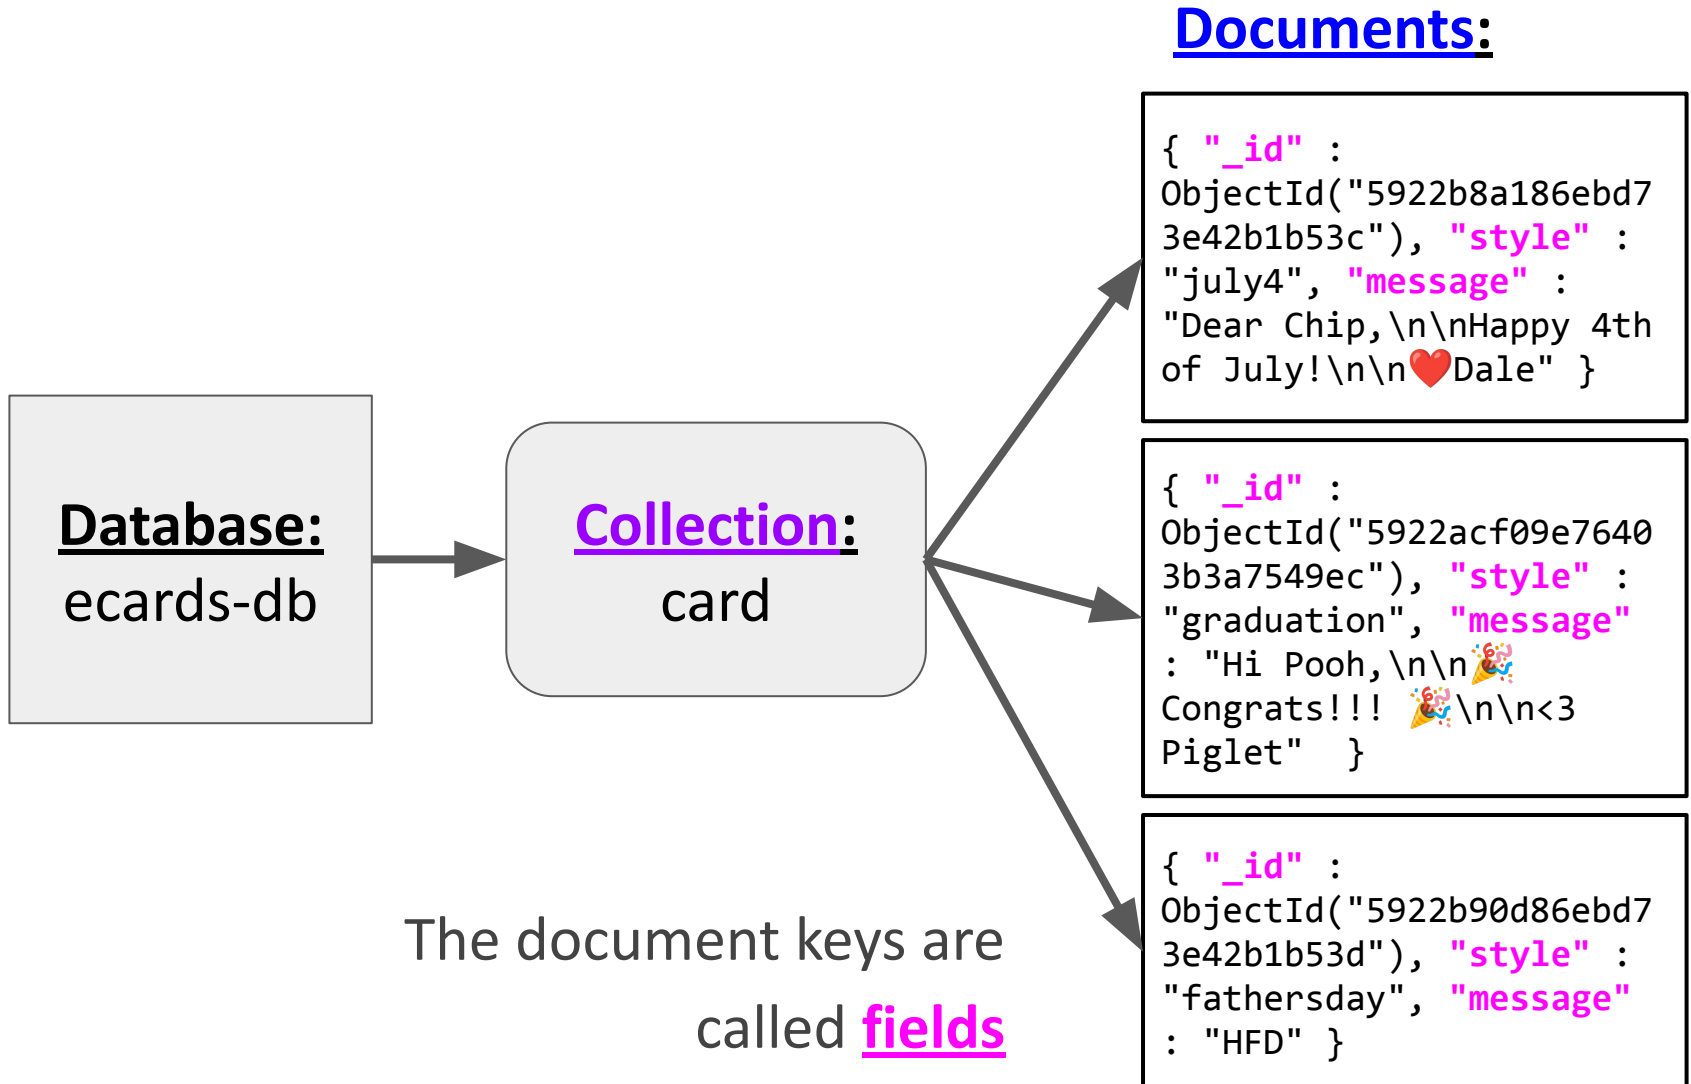 Documents:
{ "_id" :
ObjectId("5922b8a186ebd7
3e42b1b53c"), "style" :
"july4", "message" :
"Dear Chip,\n\nHappy 4th
of July!\n\n❤️Dale" }
Database:
ecards-db
Collection:
card
{ "_id" :
ObjectId("5922acf09e7640
3b3a7549ec"), "style" :
"graduation", "message"
: "Hi Pooh,\n\n🎉
Congrats!!! 🎉\n\n<3
Piglet"  }
{ "_id" :
ObjectId("5922b90d86ebd7
3e42b1b53d"), "style" :
"fathersday", "message"
: "HFD" }
The document keys are
called fields